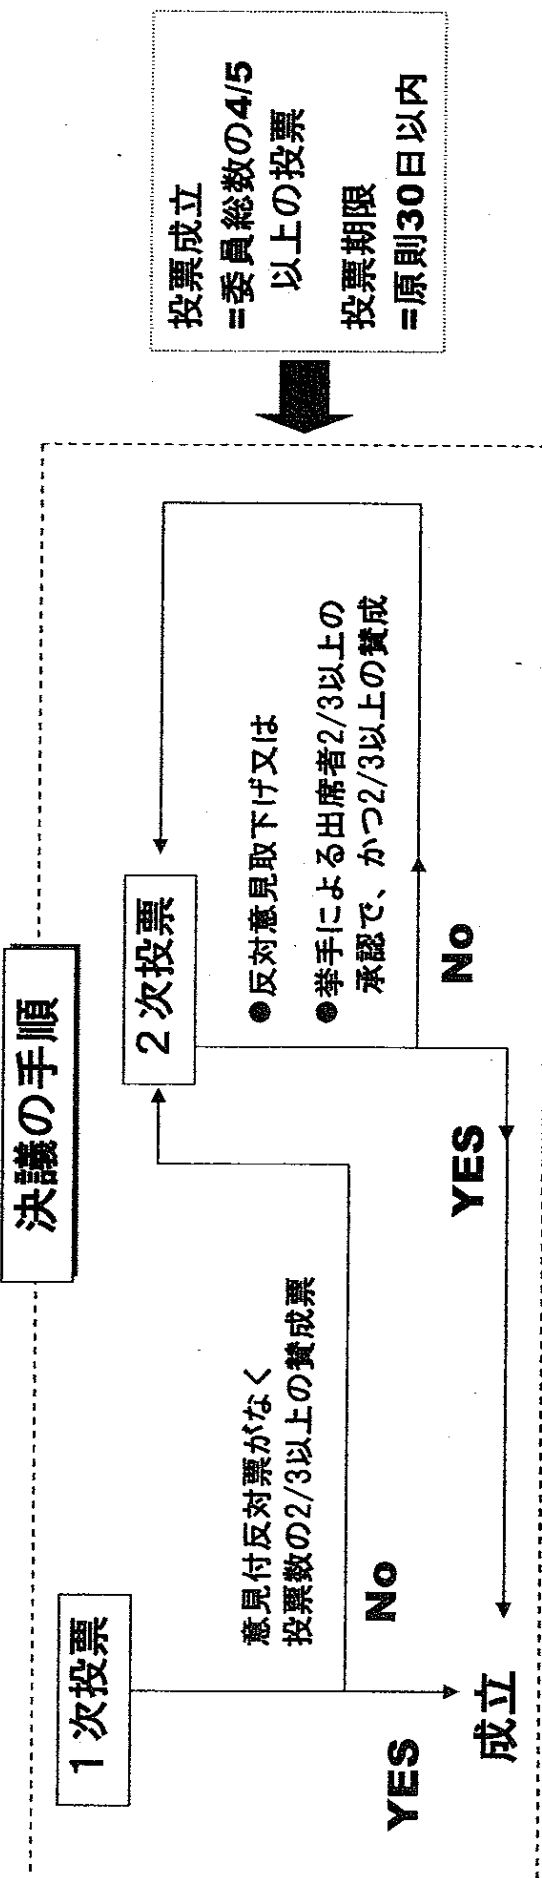 決議の手順
1次投票
意見付反対票がなく
投票数の2/3以上の賛成票
No
YES
成立
2次投票
●反対意見取下げ又は
●挙手による出席者2/3以上の
承認で、かつ2/3以上の賛成
No
YES
投票成立
=委員総数の4/5
以上の投票
投票期限
=原則30日以内